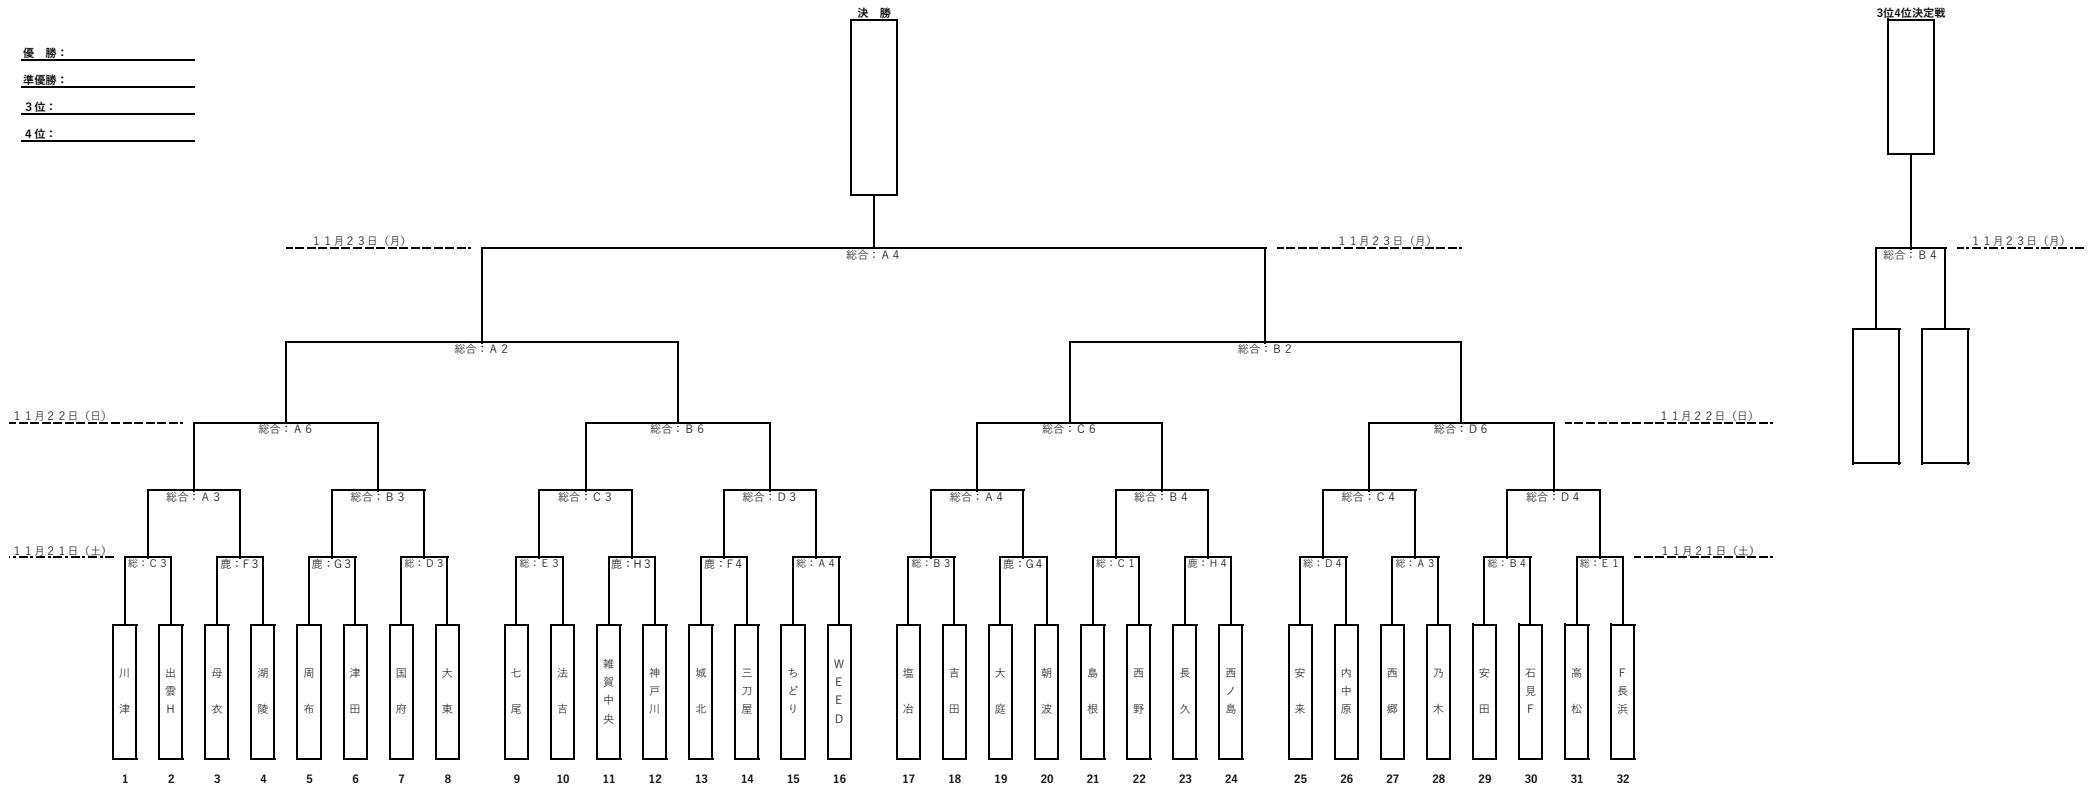 決　勝
3位4位決定戦
優　勝：
準優勝：
３位：
４位：
１１月２３日（月）
１１月２３日（月）
１１月２３日（月）
総合：Ａ４
総合：Ｂ４
総合：Ａ２
総合：Ｂ２
１１月２２日（日）
１１月２２日（日）
総合：Ａ６
総合：Ｂ６
総合：Ｃ６
総合：Ｄ６
総合：Ａ３
総合：Ｂ３
総合：Ｃ３
総合：Ｄ３
総合：Ａ４
総合：Ｂ４
総合：Ｃ４
総合：Ｄ４
１１月２１日（土）
１１月２１日（土）
総：Ｃ３
鹿：Ｆ３
鹿：Ｇ３
総：Ｄ３
総：Ｅ３
鹿：Ｈ３
鹿：Ｆ４
総：Ａ４
総：Ｂ３
鹿：Ｇ４
総：Ｃ１
鹿：Ｈ４
総：Ｄ４
総：Ａ３
総：Ｂ４
総：Ｅ１
川津
出雲Ｈ
母衣
湖陵
周布
津田
国府
大東
七尾
法吉
雑賀中央
神戸川
城北
三刀屋
ちどり
ＷＥＥＤ
塩冶
吉田
大庭
朝波
島根
西野
長久
西ノ島
安来
内中原
西郷
乃木
安田
石見Ｆ
高松
Ｆ長浜
1
2
3
4
5
6
7
8
9
10
11
12
13
14
15
16
17
18
19
20
21
22
23
24
25
26
27
28
29
30
31
32